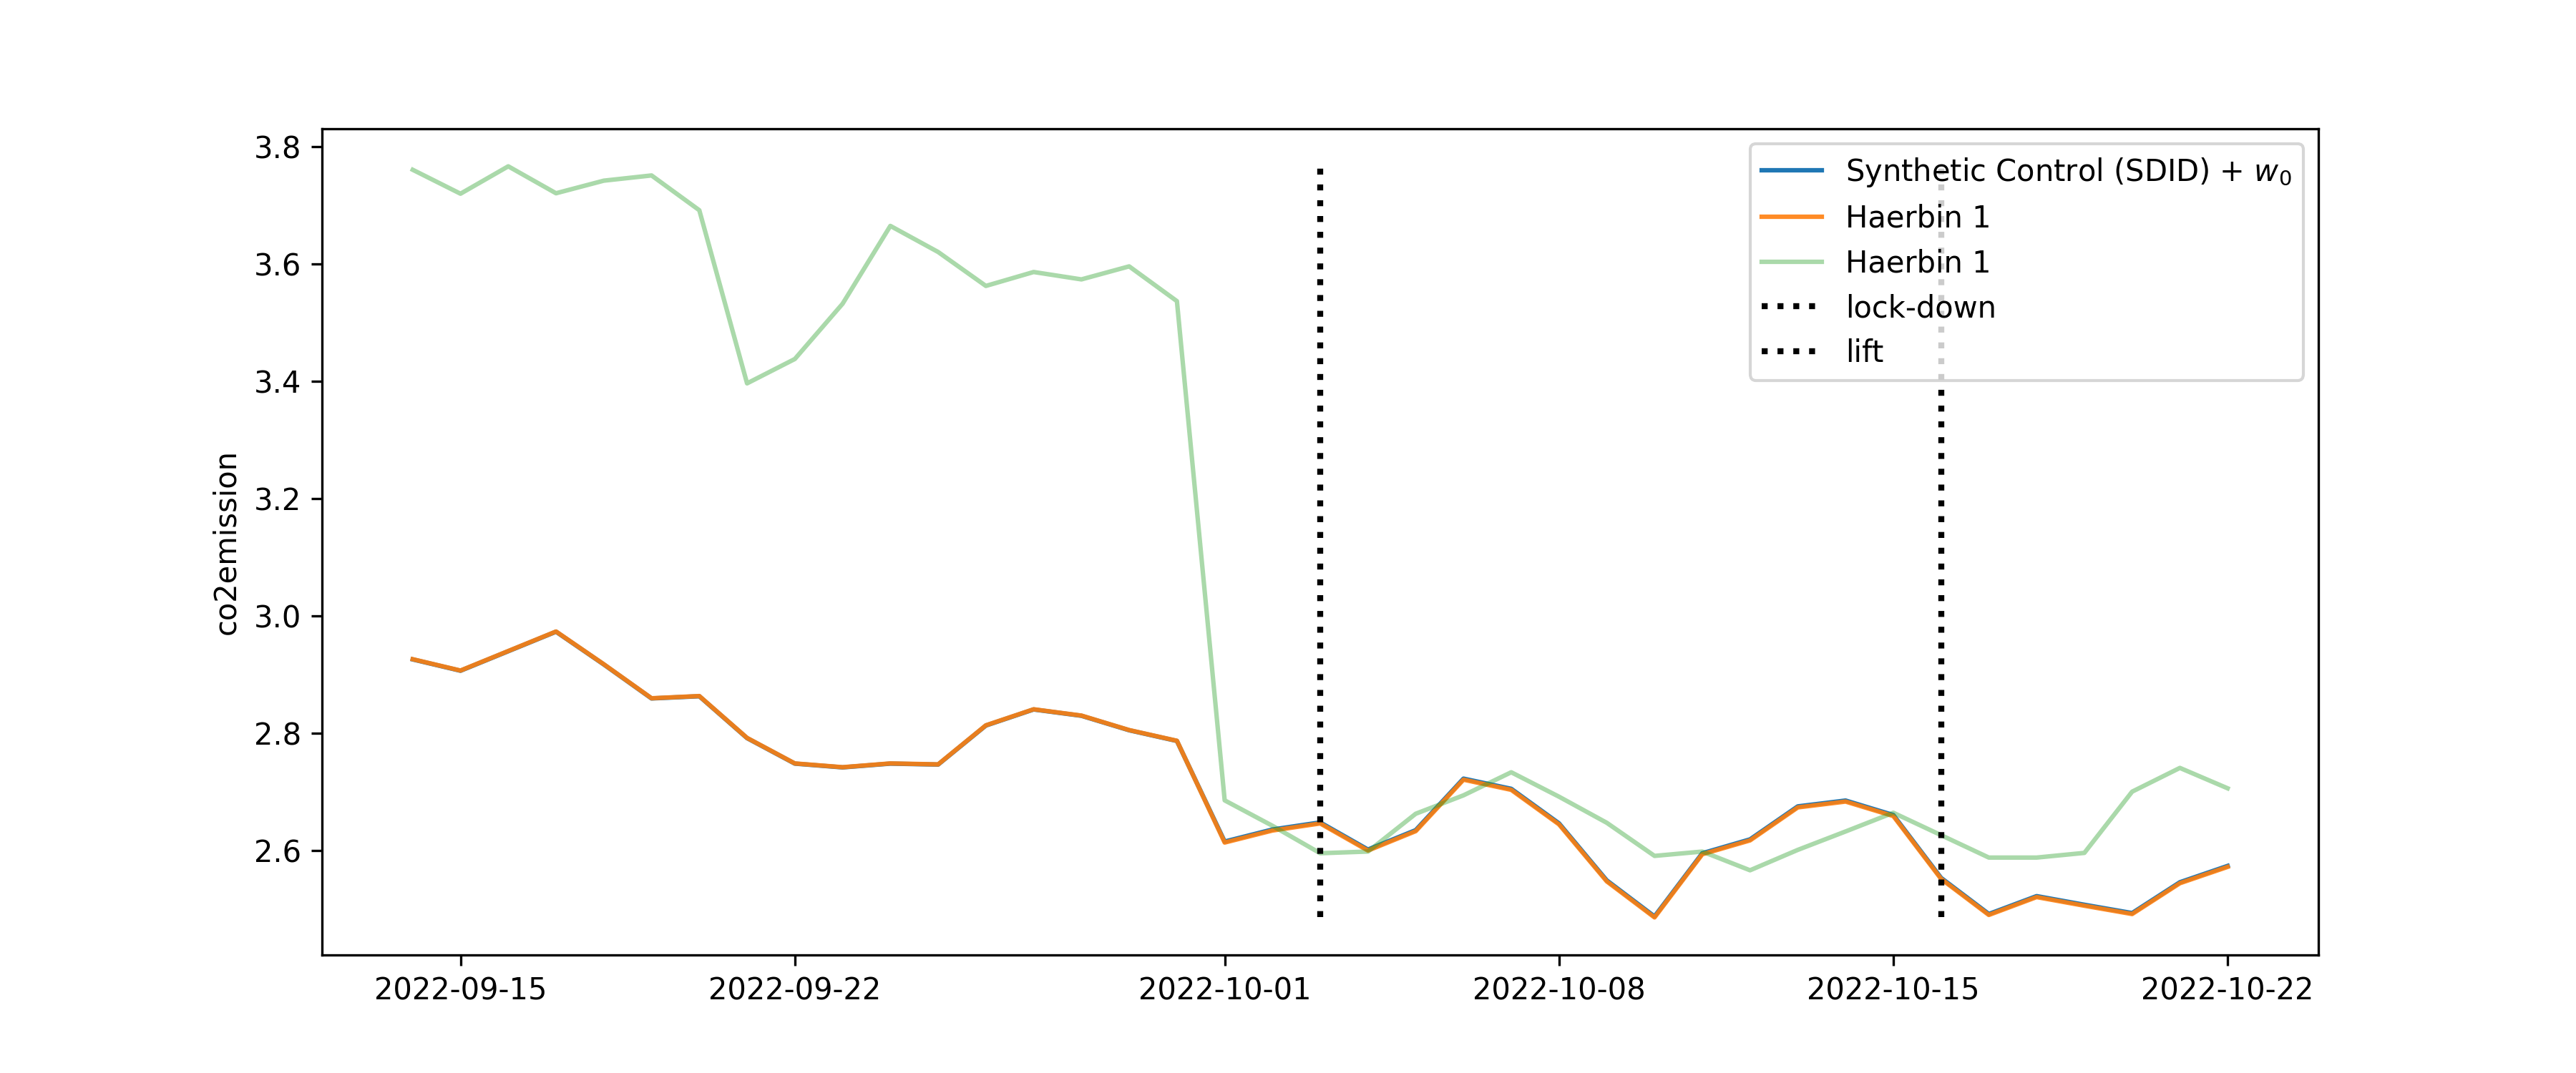 3.8
3.6
3.4
3.2
3.0
2.8
2.6
co2emission
Synthetic Control (SDID) + w₀
Haerbin 1
Haerbin 1
lock-down
lift
2022-09-15
2022-09-22
2022-10-01
2022-10-08
2022-10-15
2022-10-22